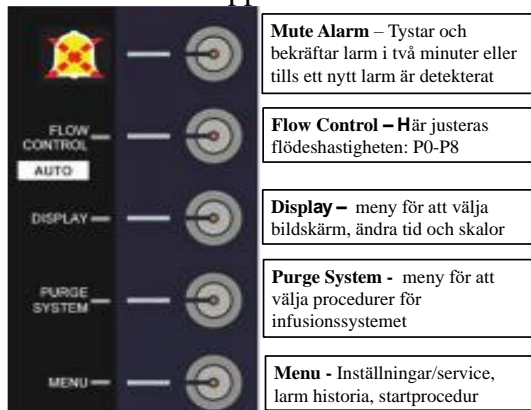 Mute Alarm – Tystar och
bekräftar larm i två minuter eller
tills ett nytt larm är detekterat
FLOW
CONTROL
AUTO
Flow Control – Här justeras
flödeshastigheten: P0-P8
DISPLAY
Display – meny för att välja
bildskärm, ändra tid och skalor
PURGE
SYSTEM
Purge System - meny för att
välja procedurer för
infusionssystemet
MENU
Menu - Inställningar/service,
larm historia, startprocedur